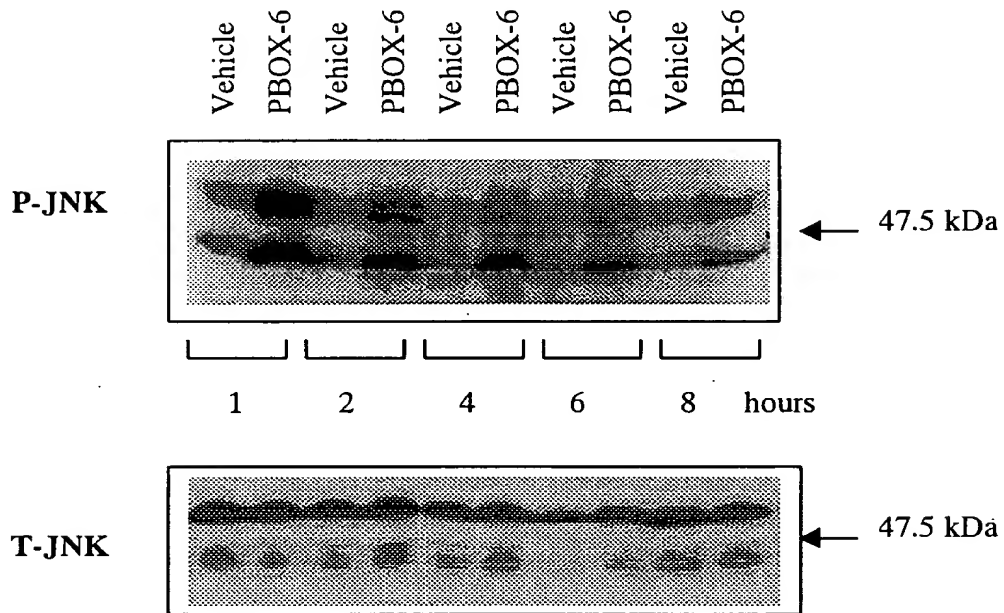 Vehicle PBOX-6 Vehicle PBOX-6 Vehicle PBOX-6 Vehicle PBOX-6 Vehicle PBOX-6
P-JNK
47.5 kDa
1 2 4 6 8 hours
T-JNK
47.5 kDa